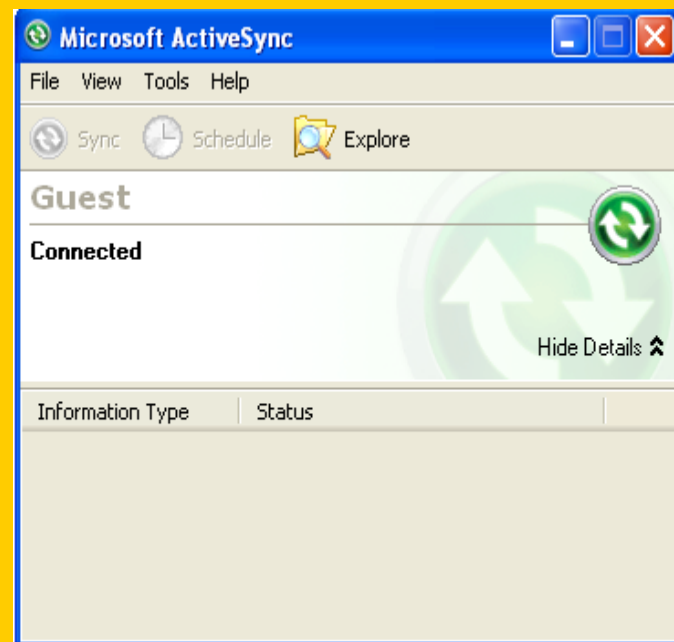 Microsoft ActiveSync
File View Tools Help
Sync Schedule Explore
Guest
Connected
Hide Details
Information Type Status